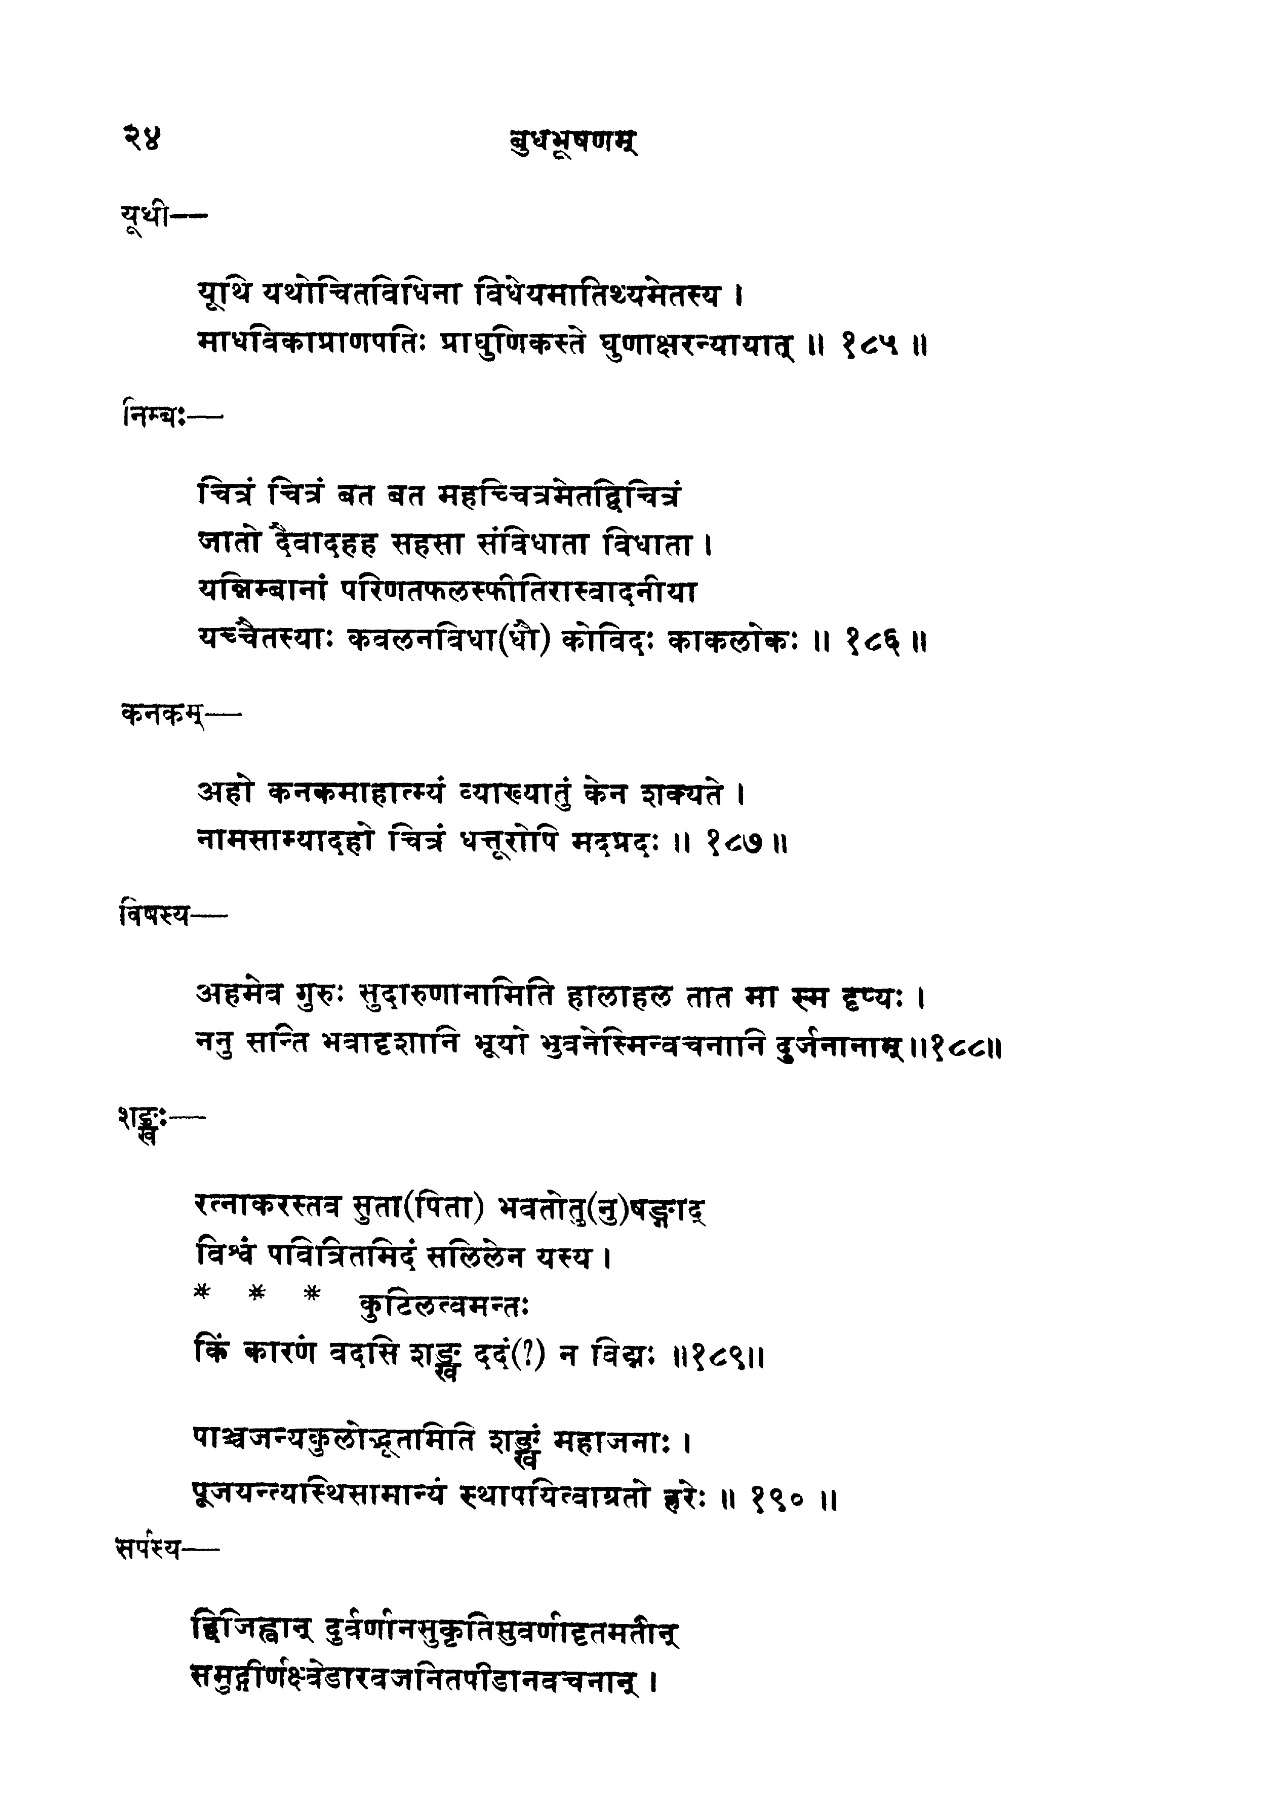 २४ बुधभूषणम्
यूथी—
यूथि यथोचितविधिना विधेयमातिथ्यमेतस्य ।
माधविकाप्राणपतिः प्राघुणिकस्ते घुणाक्षरन्यायात् ॥ १८५ ॥
निम्बः—
चित्रं चित्रं बत बत महच्चित्रमेतद्विचित्रं
जातो दैवादहह सहसा संविधाता विधाता ।
यन्निम्बानां परिणतफलस्फीतिरास्वादनीया
यच्चैतस्याः कवलनविधा(धौ) कोविदः काकलोकः ॥ १८६ ॥
कनकम्—
अहो कनकमाहात्म्यं व्याख्यातुं केन शक्यते ।
नामसाम्यादहो चित्रं धत्तूरोपि मदप्रदः ॥ १८७ ॥
विषस्य—
अहमेव गुरुः सुदारुणानामिति हालाहल तात मा स्म दृप्यः ।
ननु सन्ति भवादृशानि भूयो भुवनेस्मिन्वचनानि दुर्जनानाम् ॥१८८॥
शङ्खः—
रत्नाकरस्तव सुता(पिता) भवतोतु(नु)षङ्गाद्
विश्वं पवित्रितमिदं सलिलेन यस्य ।
* * * कुटिलत्वमन्तः
किं कारणं वदसि शङ्ख ददं(?) न विद्मः ॥१८९॥
पाञ्चजन्यकुलोद्भूतमिति शङ्खं महाजनाः ।
पूजयन्त्यस्थिसामान्यं स्थापयित्वाग्रतो हरेः ॥ १९० ॥
सर्पस्य—
द्विजिह्वान् दुर्वर्णानसुकृतिसुवर्णादृतमतीन्
समुद्गीर्णक्ष्वेडारवजनितपीडानवचनान् ।